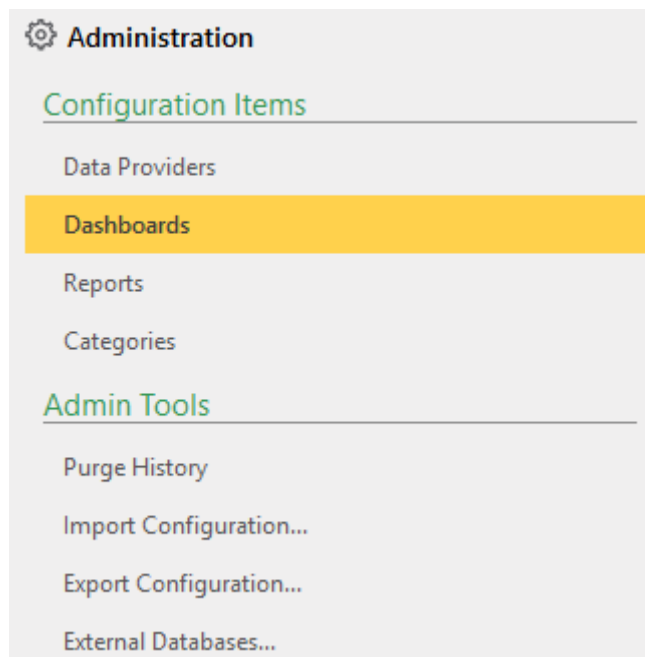 Administration
Configuration Items
Data Providers
Dashboards
Reports
Categories
Admin Tools
Purge History
Import Configuration...
Export Configuration...
External Databases...